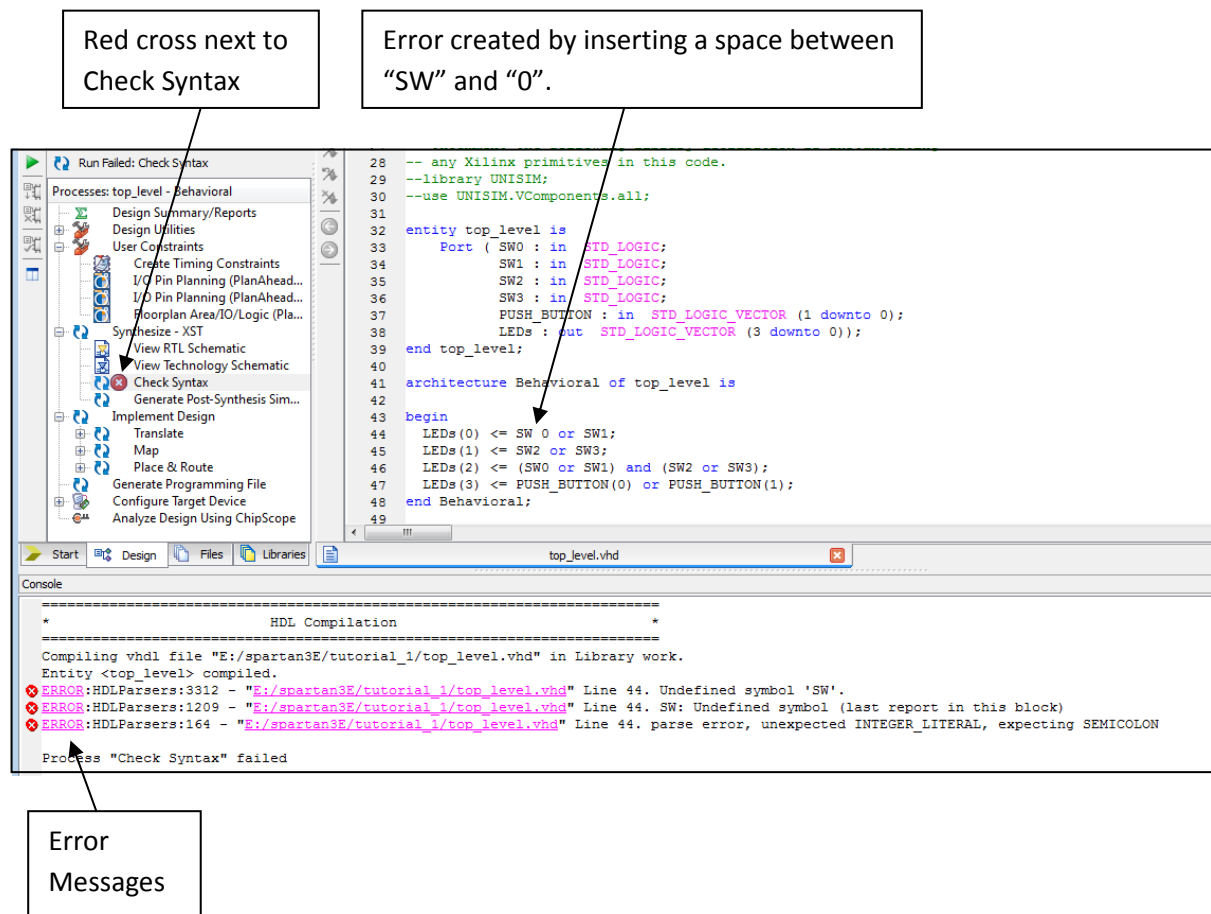 Red cross next to
Check Syntax
Error created by inserting a space between
“SW” and “0”.
Run Failed: Check Syntax
Processes: top_level - Behavioral
Design Summary/Reports
Design Utilities
User Constraints
Create Timing Constraints
I/O Pin Planning (PlanAhead...
I/O Pin Planning (PlanAhead...
Floorplan Area/IO/Logic (Pla...
Synthesize - XST
View RTL Schematic
View Technology Schematic
Check Syntax
Generate Post-Synthesis Sim...
Implement Design
Translate
Map
Place & Route
Generate Programming File
Configure Target Device
Analyze Design Using ChipScope
28 -- any Xilinx primitives in this code.
29 --library UNISIM;
30 --use UNISIM.VComponents.all;
31
32 entity top_level is
33 Port ( SW0 : in STD_LOGIC;
34 SW1 : in STD_LOGIC;
35 SW2 : in STD_LOGIC;
36 SW3 : in STD_LOGIC;
37 PUSH_BUTTON : in STD_LOGIC_VECTOR (1 downto 0);
38 LEDs : out STD_LOGIC_VECTOR (3 downto 0));
39 end top_level;
40
41 architecture Behavioral of top_level is
42
43 begin
44 LEDs(0) <= SW 0 or SW1;
45 LEDs(1) <= SW2 or SW3;
46 LEDs(2) <= (SW0 or SW1) and (SW2 or SW3);
47 LEDs(3) <= PUSH_BUTTON(0) or PUSH_BUTTON(1);
48 end Behavioral;
49
Start Design Files Libraries top_level.vhd
Console
=========================================================================
* HDL Compilation *
=========================================================================
Compiling vhdl file "E:/spartan3E/tutorial_1/top_level.vhd" in Library work.
Entity <top_level> compiled.
ERROR:HDLParsers:3312 - "E:/spartan3E/tutorial_1/top_level.vhd" Line 44. Undefined symbol 'SW'.
ERROR:HDLParsers:1209 - "E:/spartan3E/tutorial_1/top_level.vhd" Line 44. SW: Undefined symbol (last report in this block)
ERROR:HDLParsers:164 - "E:/spartan3E/tutorial_1/top_level.vhd" Line 44. parse error, unexpected INTEGER_LITERAL, expecting SEMICOLON
Process "Check Syntax" failed
Error
Messages